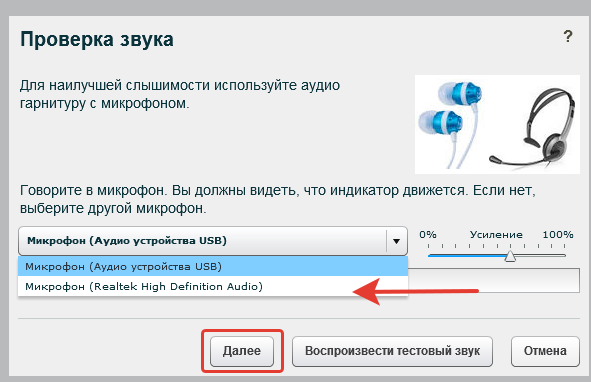 Проверка звука
?
Для наилучшей слышимости используйте аудио
гарнитуру с микрофоном.
Говорите в микрофон. Вы должны видеть, что индикатор движется. Если нет,
выберите другой микрофон.
Микрофон (Аудио устройства USB)
0% Усиление 100%
Микрофон (Аудио устройства USB)
Микрофон (Realtek High Definition Audio)
Далее
Воспроизвести тестовый звук
Отмена